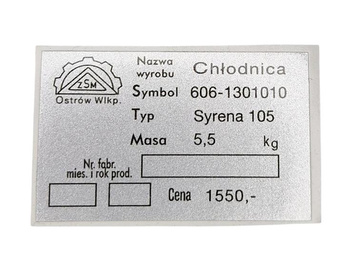 ZSM
Ostrów Wlkp.
Nazwa
wyrobu Chłodnica
Symbol 606-1301010
Typ Syrena 105
Masa 5,5 kg
Nr. fabr.
mies. i rok prod.
Cena 1550,-